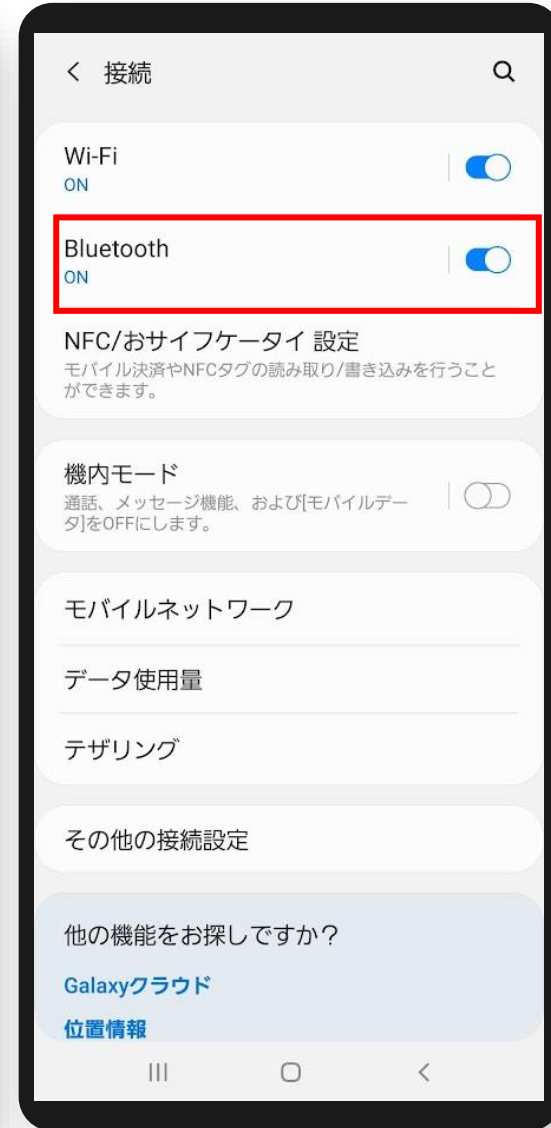 接続
Wi-Fi
ON
Bluetooth
ON
NFC/おサイフケータイ 設定
モバイル決済やNFCタグの読み取り/書き込みを行うこと
ができます。
機内モード
通話、メッセージ機能、および[モバイルデー
タ]をOFFにします。
モバイルネットワーク
データ使用量
テザリング
その他の接続設定
他の機能をお探しですか？
Galaxyクラウド
位置情報